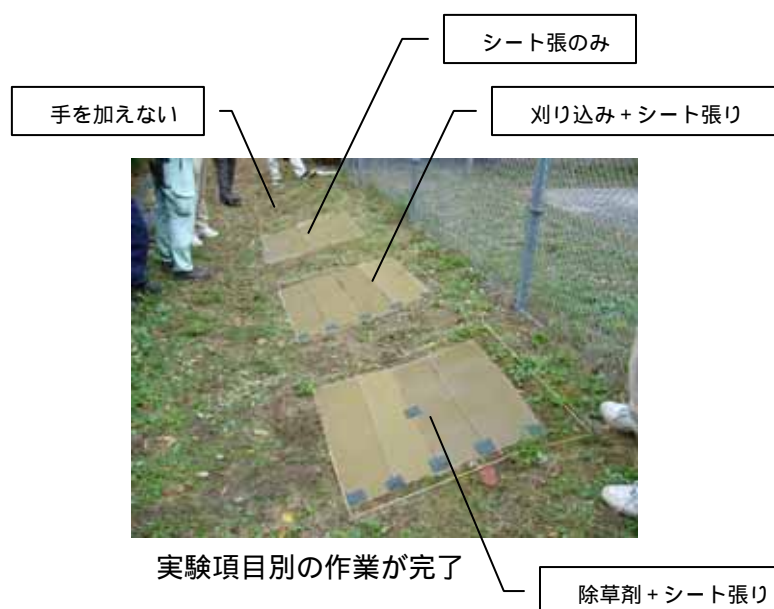 シート張のみ
手を加えない
刈り込み+シート張り
実験項目別の作業が完了
除草剤+シート張り